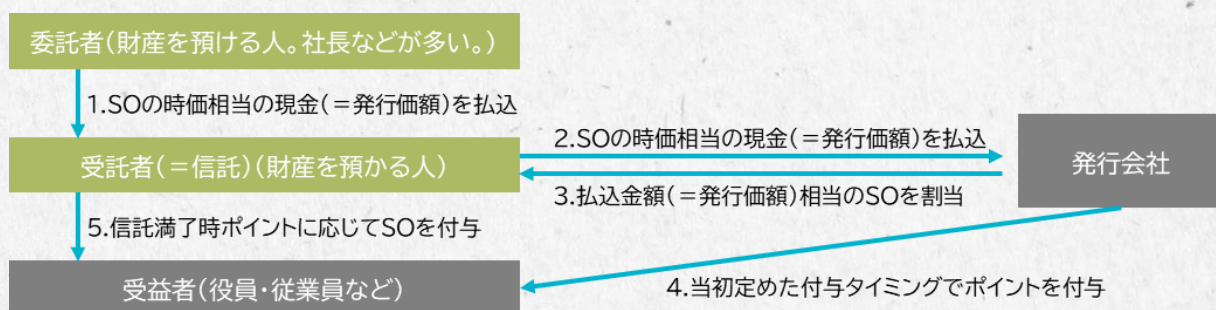 委託者(財産を預ける人。社長などが多い。)
1.SOの時価相当の現金(=発行価額)を払込
受託者(=信託)(財産を預かる人)
2.SOの時価相当の現金(=発行価額)を払込
発行会社
3.払込金額(=発行価額)相当のSOを割当
5.信託満了時ポイントに応じてSOを付与
受益者(役員・従業員など)
4.当初定めた付与タイミングでポイントを付与